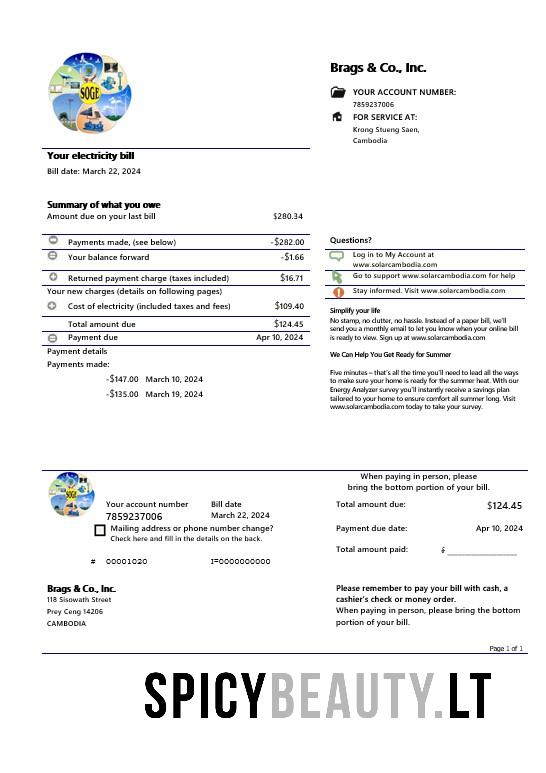 SOGE
Brags & Co., Inc.
YOUR ACCOUNT NUMBER:
7859237006
FOR SERVICE AT:
Krong Stueng Saen,
Cambodia
Your electricity bill
Bill date: March 22, 2024
Summary of what you owe
Amount due on your last bill $280.34
Payments made, (see below) -$282.00
Your balance forward -$1.66
Returned payment charge (taxes included) $16.71
Your new charges (details on following pages)
Cost of electricity (included taxes and fees) $109.40
Total amount due $124.45
Payment due Apr 10, 2024
Payment details
Payments made:
-$147.00 March 10, 2024
-$135.00 March 19, 2024
Questions?
Log in to My Account at
www.solarcambodia.com
Go to support www.solarcambodia.com for help
Stay informed. Visit www.solarcambodia.com
Simplify your life
No stamp, no clutter, no hassle. Instead of a paper bill, we'll
send you a monthly email to let you know when your online bill
is ready to view. Sign up at www.solarcambodia.com
We Can Help You Get Ready for Summer
Five minutes – that's all the time you'll need to lead all the ways
to make sure your home is ready for the summer heat. With our
Energy Analyzer survey you'll instantly receive a savings plan
tailored to your home to ensure comfort all summer long. Visit
www.solarcambodia.com today to take your survey.
SOGE
Your account number Bill date
7859237006 March 22, 2024
Mailing address or phone number change?
Check here and fill in the details on the back.
# 00001020 I=0000000000
When paying in person, please
bring the bottom portion of your bill.
Total amount due: $124.45
Payment due date: Apr 10, 2024
Total amount paid: $ ________________
Brags & Co., Inc.
118 Sisowath Street
Prey Ceng 14206
CAMBODIA
Please remember to pay your bill with cash, a
cashier's check or money order.
When paying in person, please bring the bottom
portion of your bill.
Page 1 of 1
SPICYBEAUTY.LT